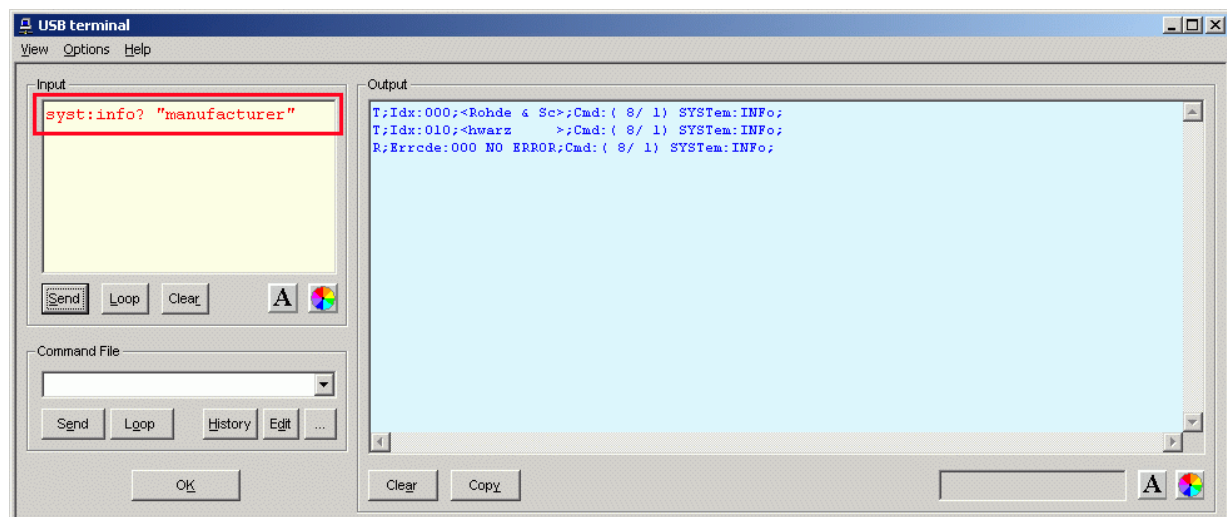 USB terminal
View Options Help
Input
syst:info? "manufacturer"
Send Loop Clear A
Command File
Send Loop History Edit ...
OK
Output
T;Idx:000;<Rohde & Sc>;Cmd:( 8/ 1) SYSTem:INFo;
T;Idx:010;<hwarz     >;Cmd:( 8/ 1) SYSTem:INFo;
R;Errcde:000 NO ERROR;Cmd:( 8/ 1) SYSTem:INFo;
Clear Copy A